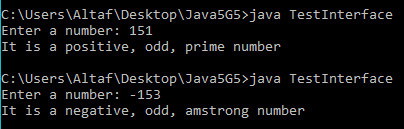 C:\Users\Altaf\Desktop\Java5G5>java TestInterface
Enter a number: 151
It is a positive, odd, prime number
C:\Users\Altaf\Desktop\Java5G5>java TestInterface
Enter a number: -153
It is a negative, odd, amstrong number